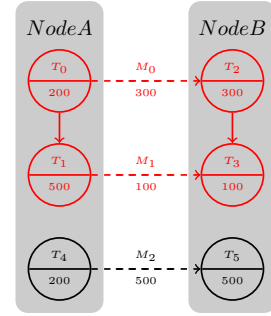 NodeA NodeB
T₀ M₀ T₂
200 300 300
T₁ M₁ T₃
500 100 100
T₄ M₂ T₅
200 500 500